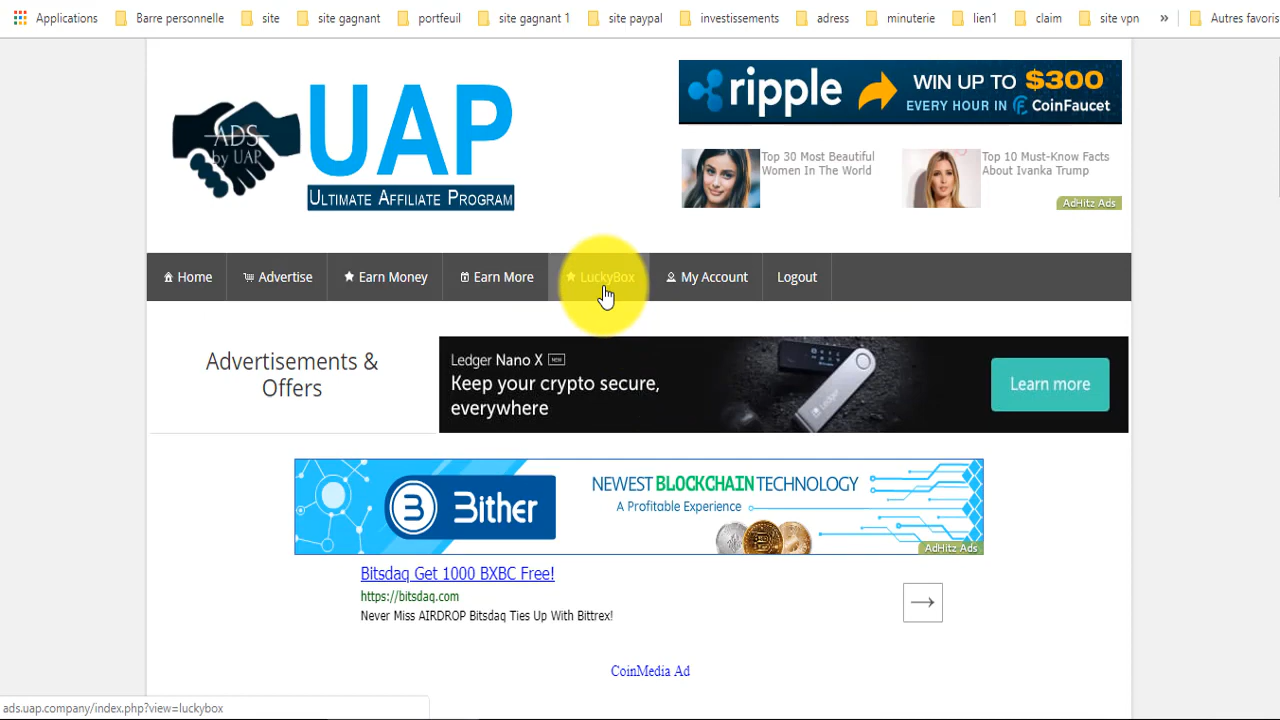 Applications
Barre personnelle
site
site gagnant
portfeuil
site gagnant 1
site paypal
investissements
adress
minuterie
lien1
claim
site vpn
»
Autres favoris
ADS
by UAP
UAP
ULTIMATE AFFILIATE PROGRAM
ripple
WIN UP TO $300
EVERY HOUR IN CoinFaucet
Top 30 Most Beautiful
Women In The World
Top 10 Must-Know Facts
About Ivanka Trump
AdHitz Ads
Home
Advertise
Earn Money
Earn More
LuckyBox
My Account
Logout
Advertisements &
Offers
Ledger Nano X NEW
Keep your crypto secure,
everywhere
Learn more
Ledger
Bither
NEWEST BLOCKCHAIN TECHNOLOGY
A Profitable Experience
AdHitz Ads
Bitsdaq Get 1000 BXBC Free!
https://bitsdaq.com
Never Miss AIRDROP Bitsdaq Ties Up With Bittrex!
CoinMedia Ad
ads.uap.company/index.php?view=luckybox